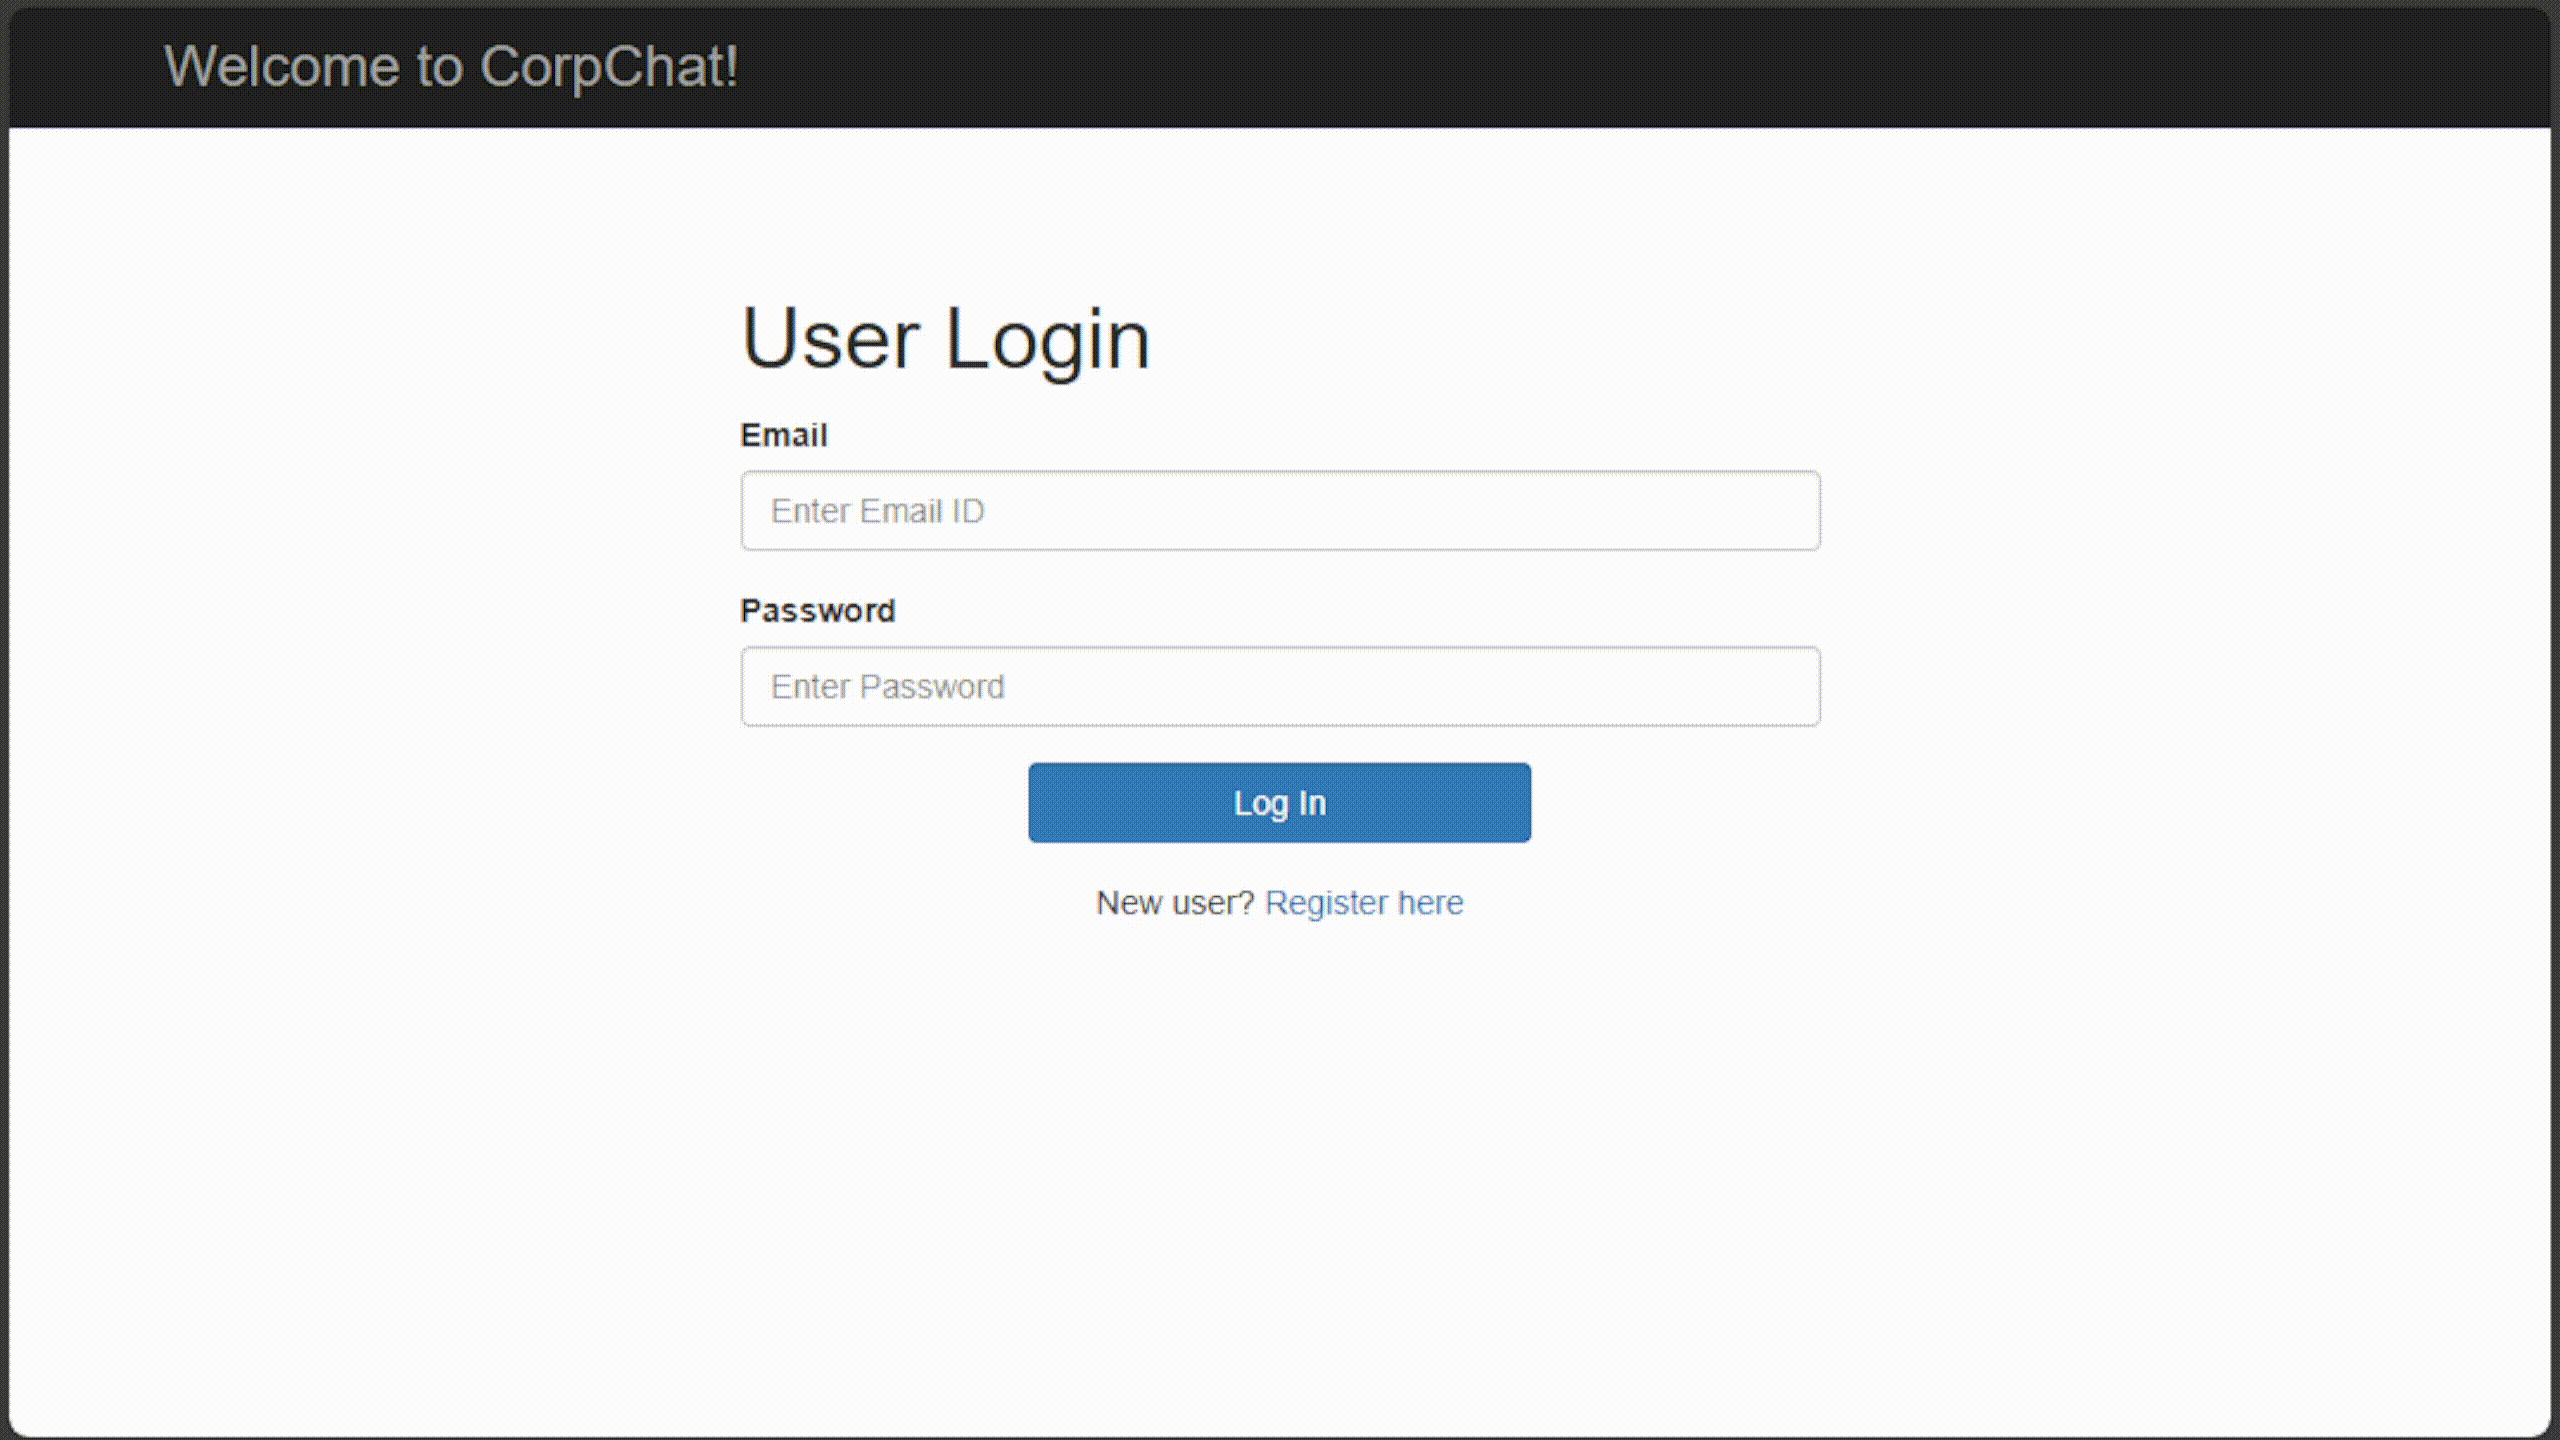 Welcome to CorpChat!
User Login
Email
Enter Email ID
Password
Enter Password
Log In
New user? Register here